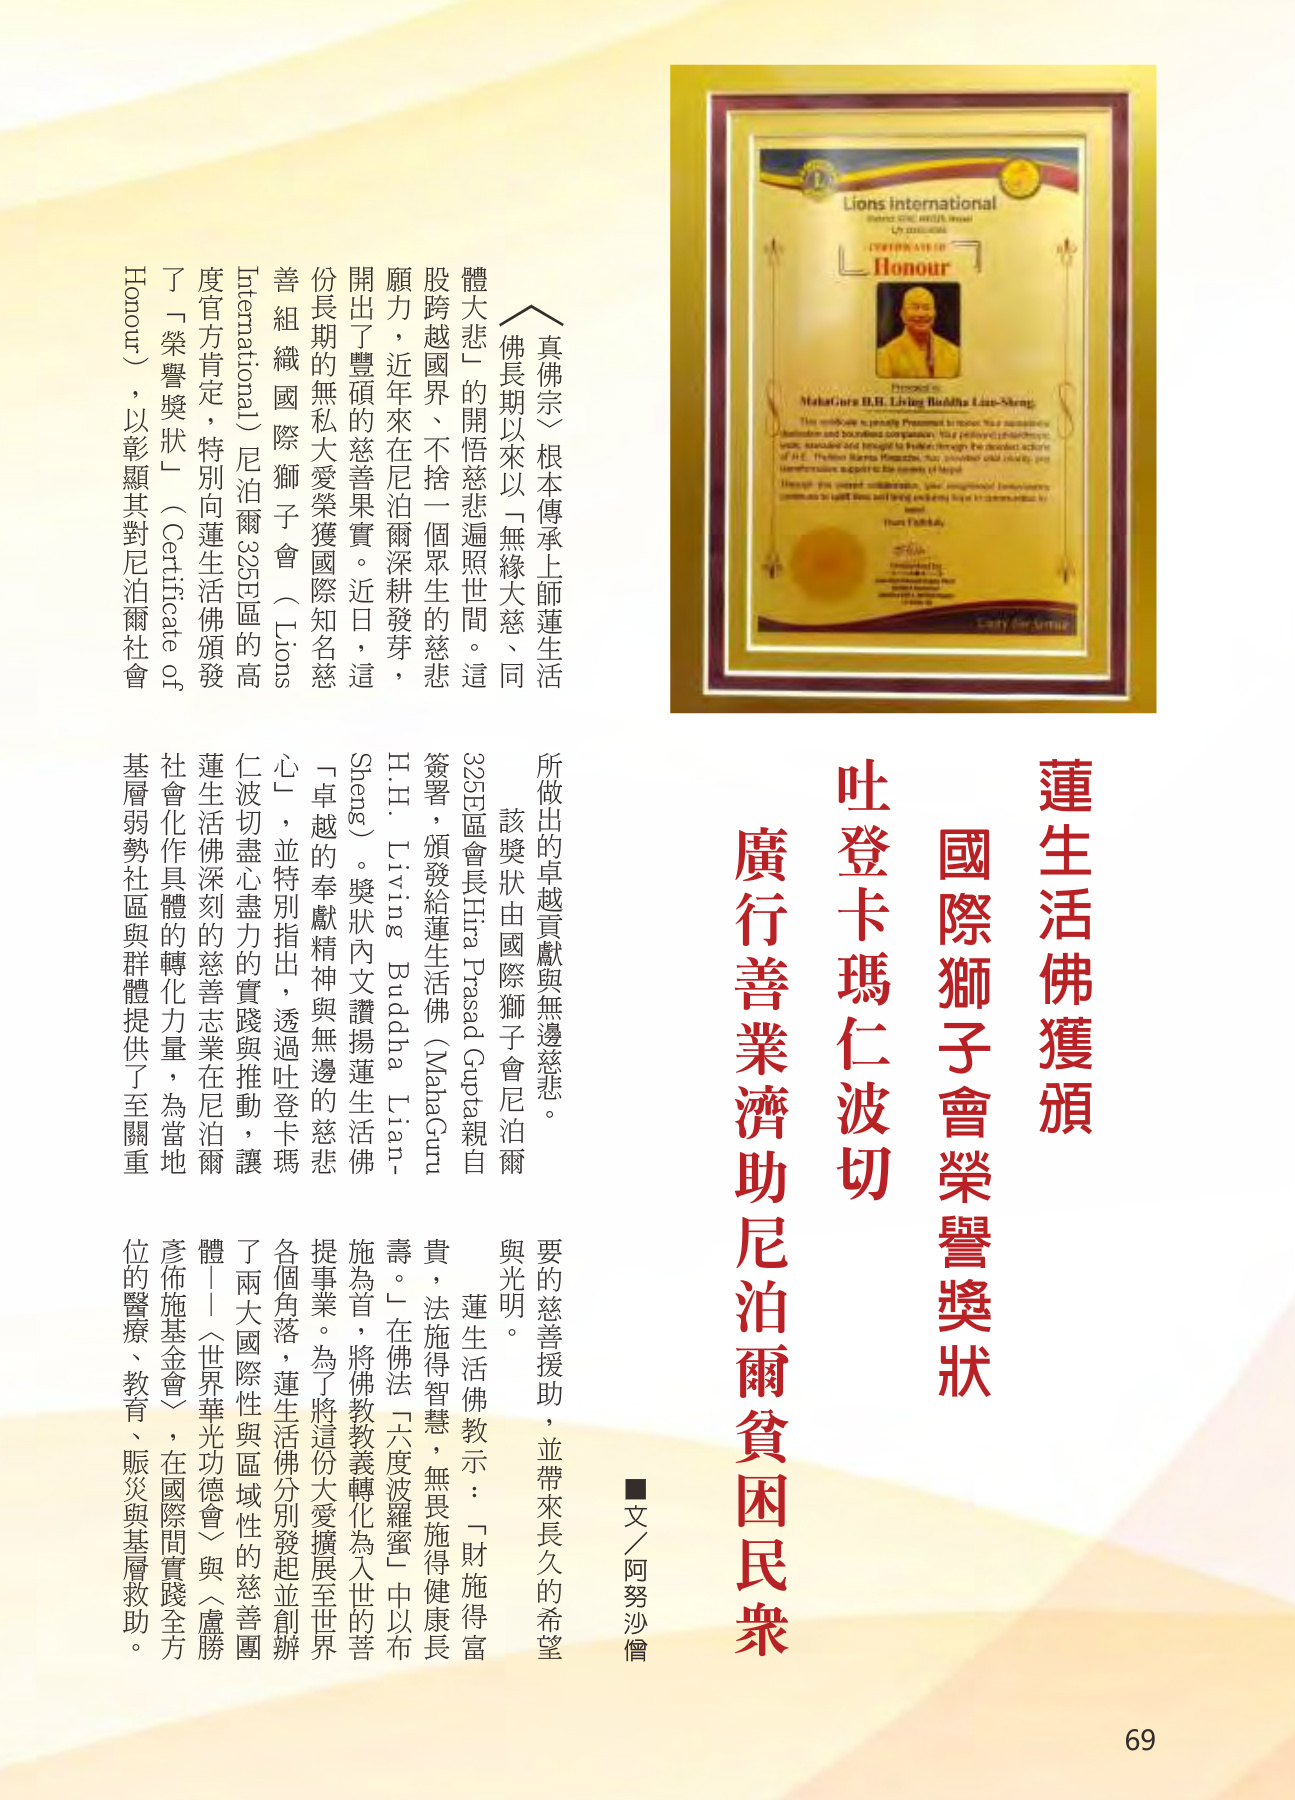 蓮生活佛獲頒
國際獅子會榮譽獎狀
吐登卡瑪仁波切
廣行善業濟助尼泊爾貧困民衆
■文／阿努沙僧
Lions International
CERTIFICATE OF
Honour
Presented to
MahaGuru H.H. Living Buddha Lian-Sheng.
〈真佛宗〉根本傳承上師蓮生活
佛長期以來以「無緣大慈、同
體大悲」的開悟慈悲遍照世間。這
股跨越國界、不捨一個眾生的慈悲
願力，近年來在尼泊爾深耕發芽，
開出了豐碩的慈善果實。近日，這
份長期的無私大愛榮獲國際知名慈
善組織國際獅子會（Lions
International）尼泊爾325E區的高
度官方肯定，特別向蓮生活佛頒發
了「榮譽獎狀」（Certificate of
Honour），以彰顯其對尼泊爾社會
所做出的卓越貢獻與無邊慈悲。
該獎狀由國際獅子會尼泊爾
325E區會長Hira Prasad Gupta親自
簽署，頒發給蓮生活佛（MahaGuru
H.H. Living Buddha Lian-
Sheng）。獎狀內文讚揚蓮生活佛
「卓越的奉獻精神與無邊的慈悲
心」，並特別指出，透過吐登卡瑪
仁波切盡心盡力的實踐與推動，讓
蓮生活佛深刻的慈善志業在尼泊爾
社會化作具體的轉化力量，為當地
基層弱勢社區與群體提供了至關重
要的慈善援助，並帶來長久的希望
與光明。
蓮生活佛教示：「財施得富
貴，法施得智慧，無畏施得健康長
壽。」在佛法「六度波羅蜜」中以布
施為首，將佛教教義轉化為入世的菩
提事業。為了將這份大愛擴展至世界
各個角落，蓮生活佛分別發起並創辦
了兩大國際性與區域性的慈善團
體——〈世界華光功德會〉與〈盧勝
彥佈施基金會〉，在國際間實踐全方
位的醫療、教育、賑災與基層救助。
69